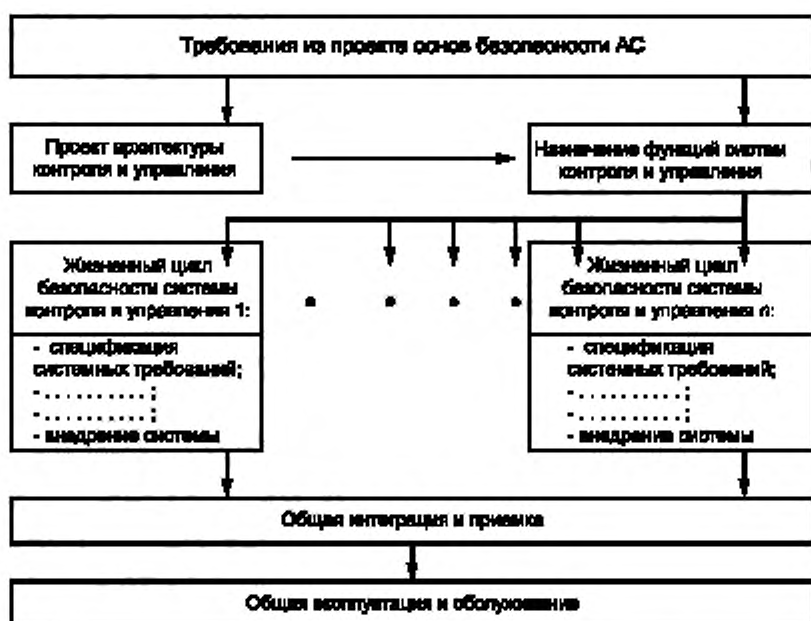 Требования из проекта основ безопасности АС
Проект архитектуры
контроля и управления
Назначение функций систем
контроля и управления
Жизненный цикл
безопасности системы
контроля и управления 1:
- спецификация
системных требований;
- . . . . . . . . . . . ;
- . . . . . . . . . . . ;
- внедрение системы
Жизненный цикл
безопасности системы
контроля и управления n:
- спецификация
системных требований;
- . . . . . . . . . . . ;
- . . . . . . . . . . . ;
- внедрение системы
Общая интеграция и приемка
Общая эксплуатация и обслуживание